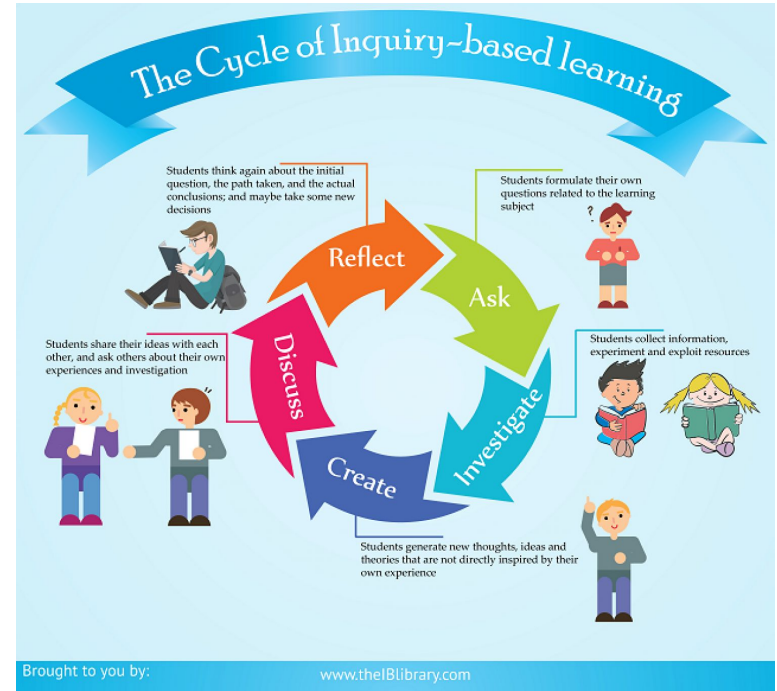 The Cycle of Inquiry-based learning
Students think again about the initial
question, the path taken, and the actual
conclusions; and maybe take some new
decisions
Students formulate their own
questions related to the learning
subject
?
Reflect
Ask
Students share their ideas with each
other, and ask others about their own
experiences and investigation
Students collect information,
experiment and exploit resources
Discuss
Investigate
Create
Students generate new thoughts, ideas and
theories that are not directly inspired by their
own experience
Brought to you by:
www.theIBlibrary.com